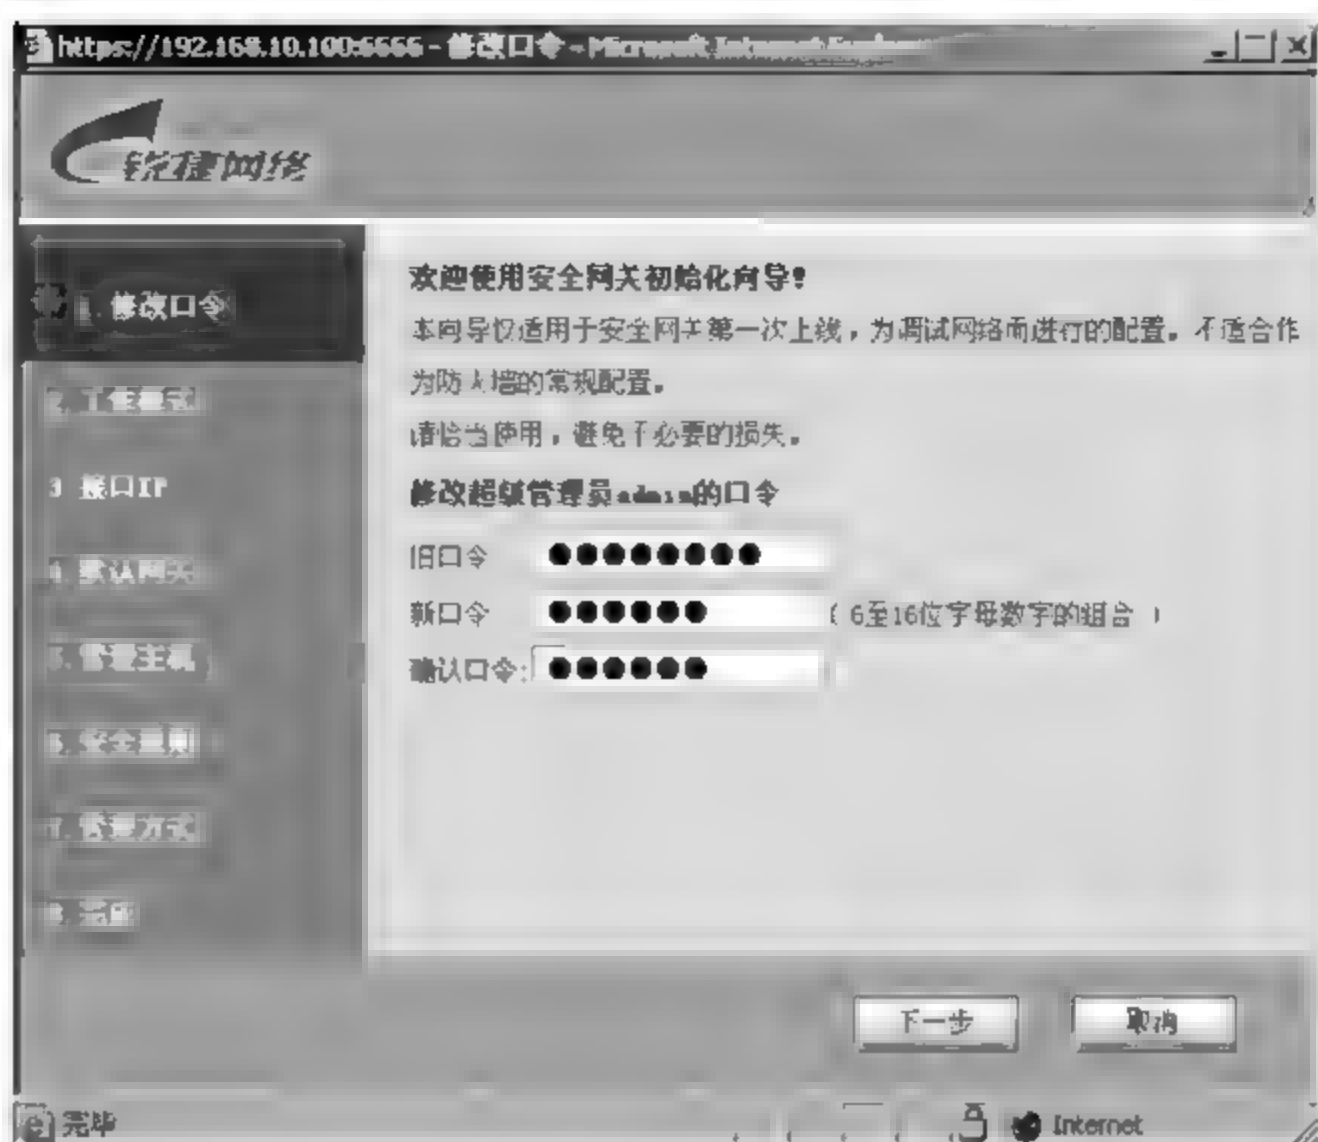 https://192.168.10.100:6666 - 修改口令 - Microsoft Internet Explorer
锐捷网络
1. 修改口令
2. 工作模式
3 接口IP
4. 默认网关
5. 管理主机
6. 安全规则
7. 管理方式
8. 完成
欢迎使用安全网关初始化向导!
本向导仅适用于安全网关第一次上线，为调试网络而进行的配置。不适合作
为防火墙的常规配置。
请恰当使用，避免不必要的损失。
修改超级管理员admin的口令
旧口令
新口令
(6至16位字母数字的组合 )
确认口令:
下一步
取消
完毕
Internet